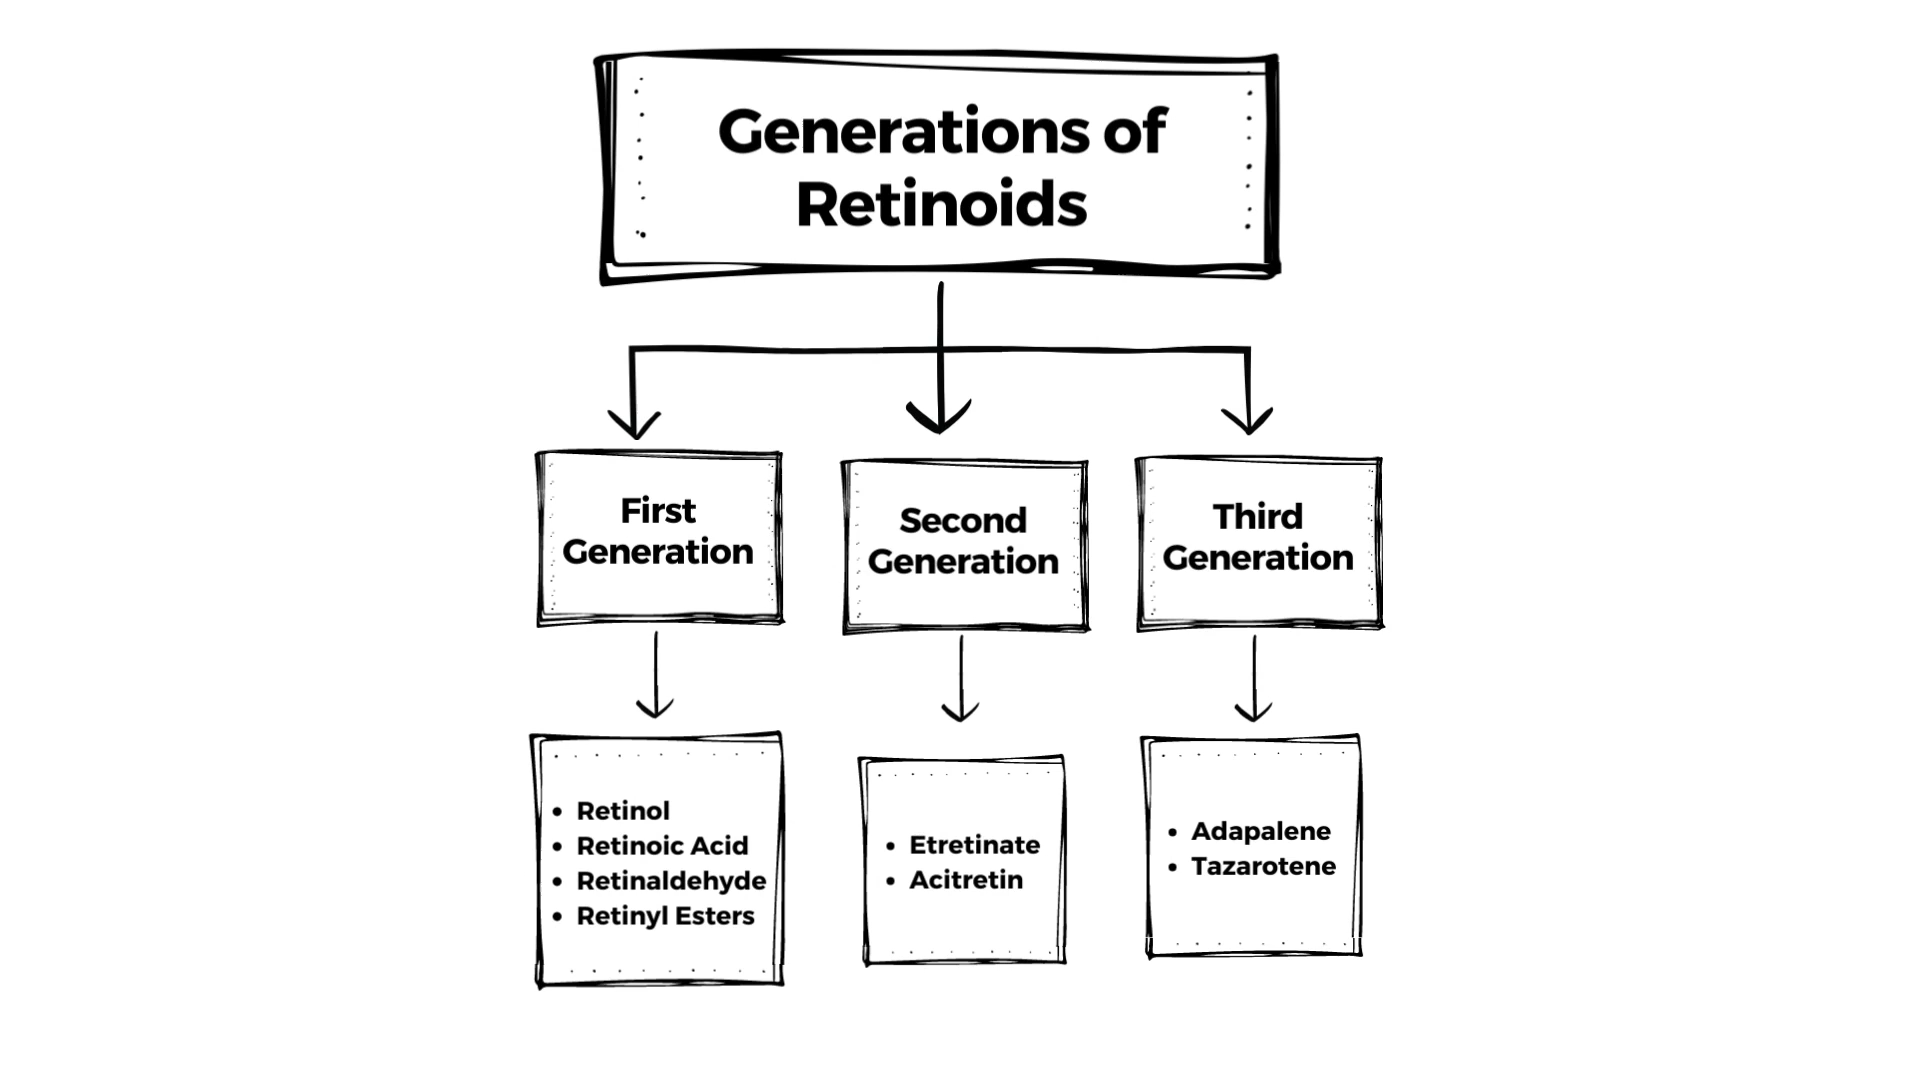 Generations of
Retinoids
First
Generation
Second
Generation
Third
Generation
• Retinol
• Retinoic Acid
• Retinaldehyde
• Retinyl Esters
• Etretinate
• Acitretin
• Adapalene
• Tazarotene